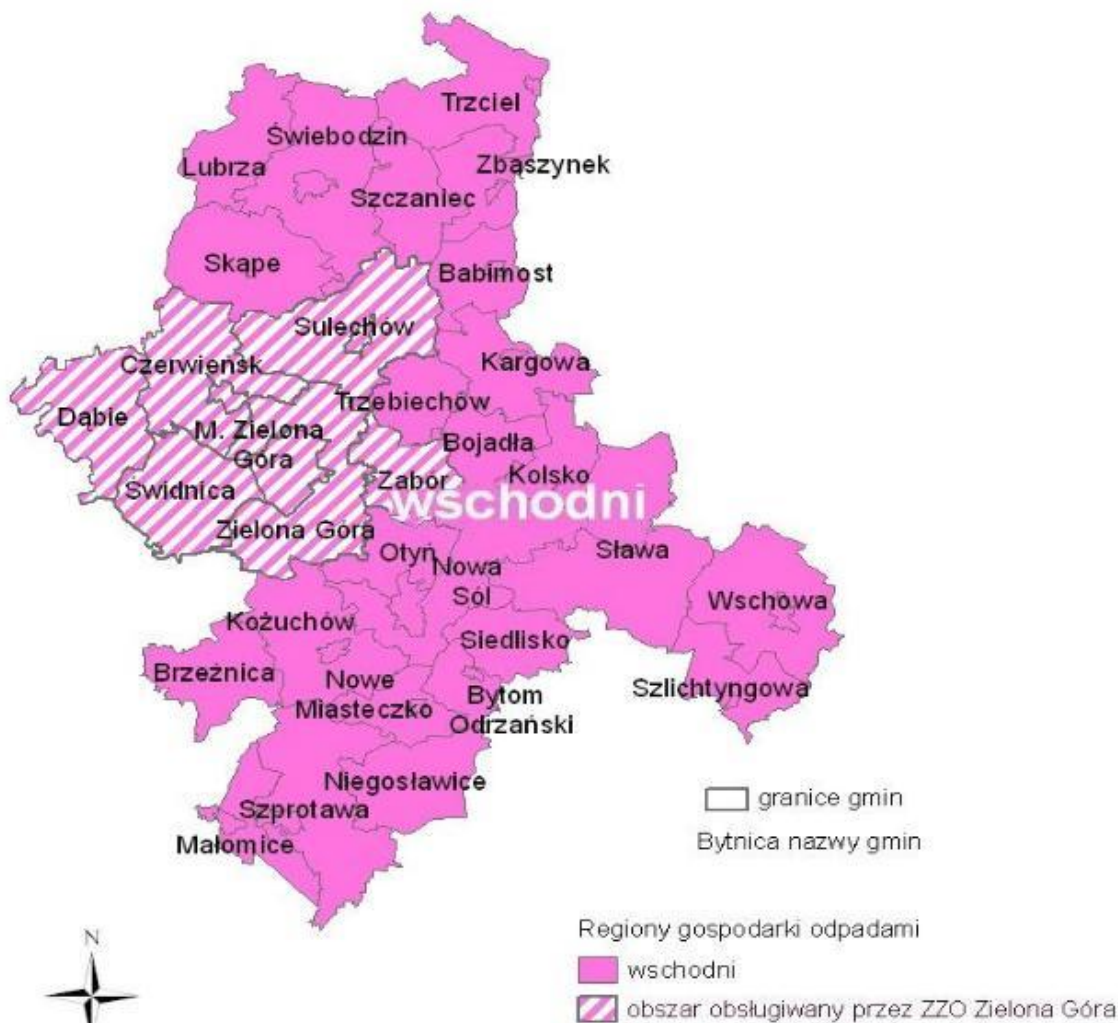 Trzciel
Świebodzin
Lubrza
Zbąszynek
Szczaniec
Skąpe
Babimost
Sulechów
Czerwieńsk
Kargowa
Dąbie
Trzebiechów
M. Zielona
Góra
Bojadła
Kolsko
Świdnica
Zabór
wschodni
Zielona Góra
Otyń
Nowa
Sól
Sława
Wschowa
Kożuchów
Siedlisko
Brzeźnica
Nowe
Miasteczko
Bytom
Odrzański
Szlichtyngowa
Niegosławice
Szprotawa
Małomice
granice gmin
Bytnica nazwy gmin
Regiony gospodarki odpadami
wschodni
obszar obsługiwany przez ZZO Zielona Góra
N